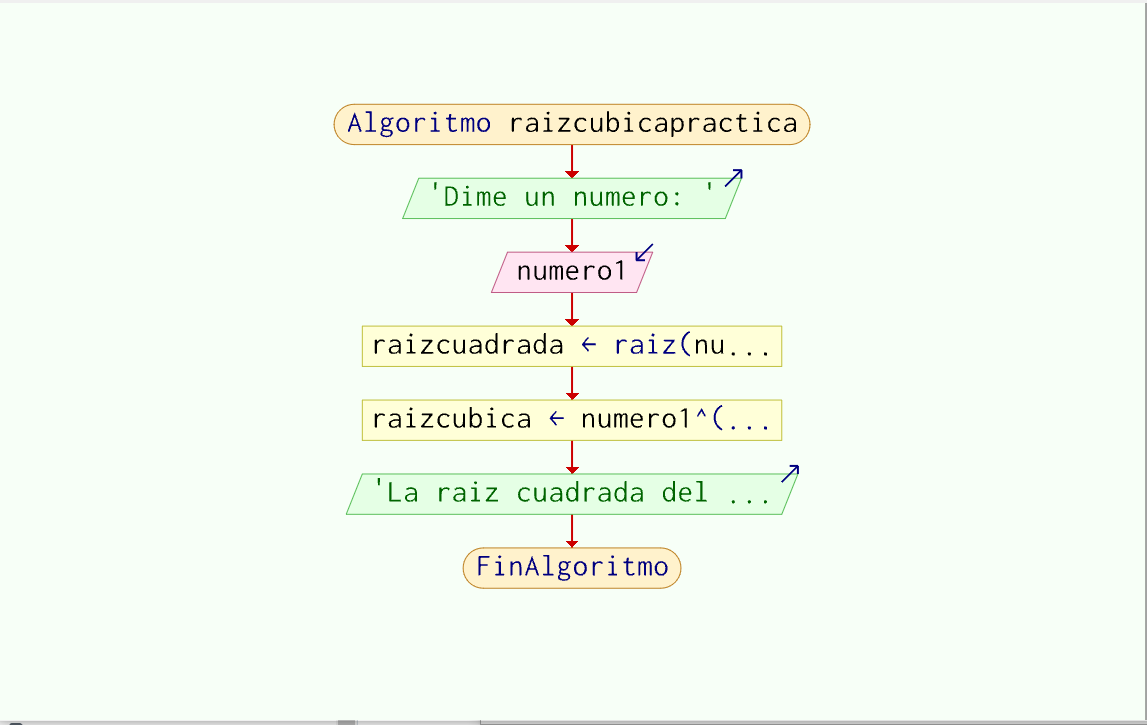 Algoritmo raizcubicapractica
'Dime un numero: '
numero1
raizcuadrada ← raiz(nu...
raizcubica ← numero1^(...
'La raiz cuadrada del ...
FinAlgoritmo